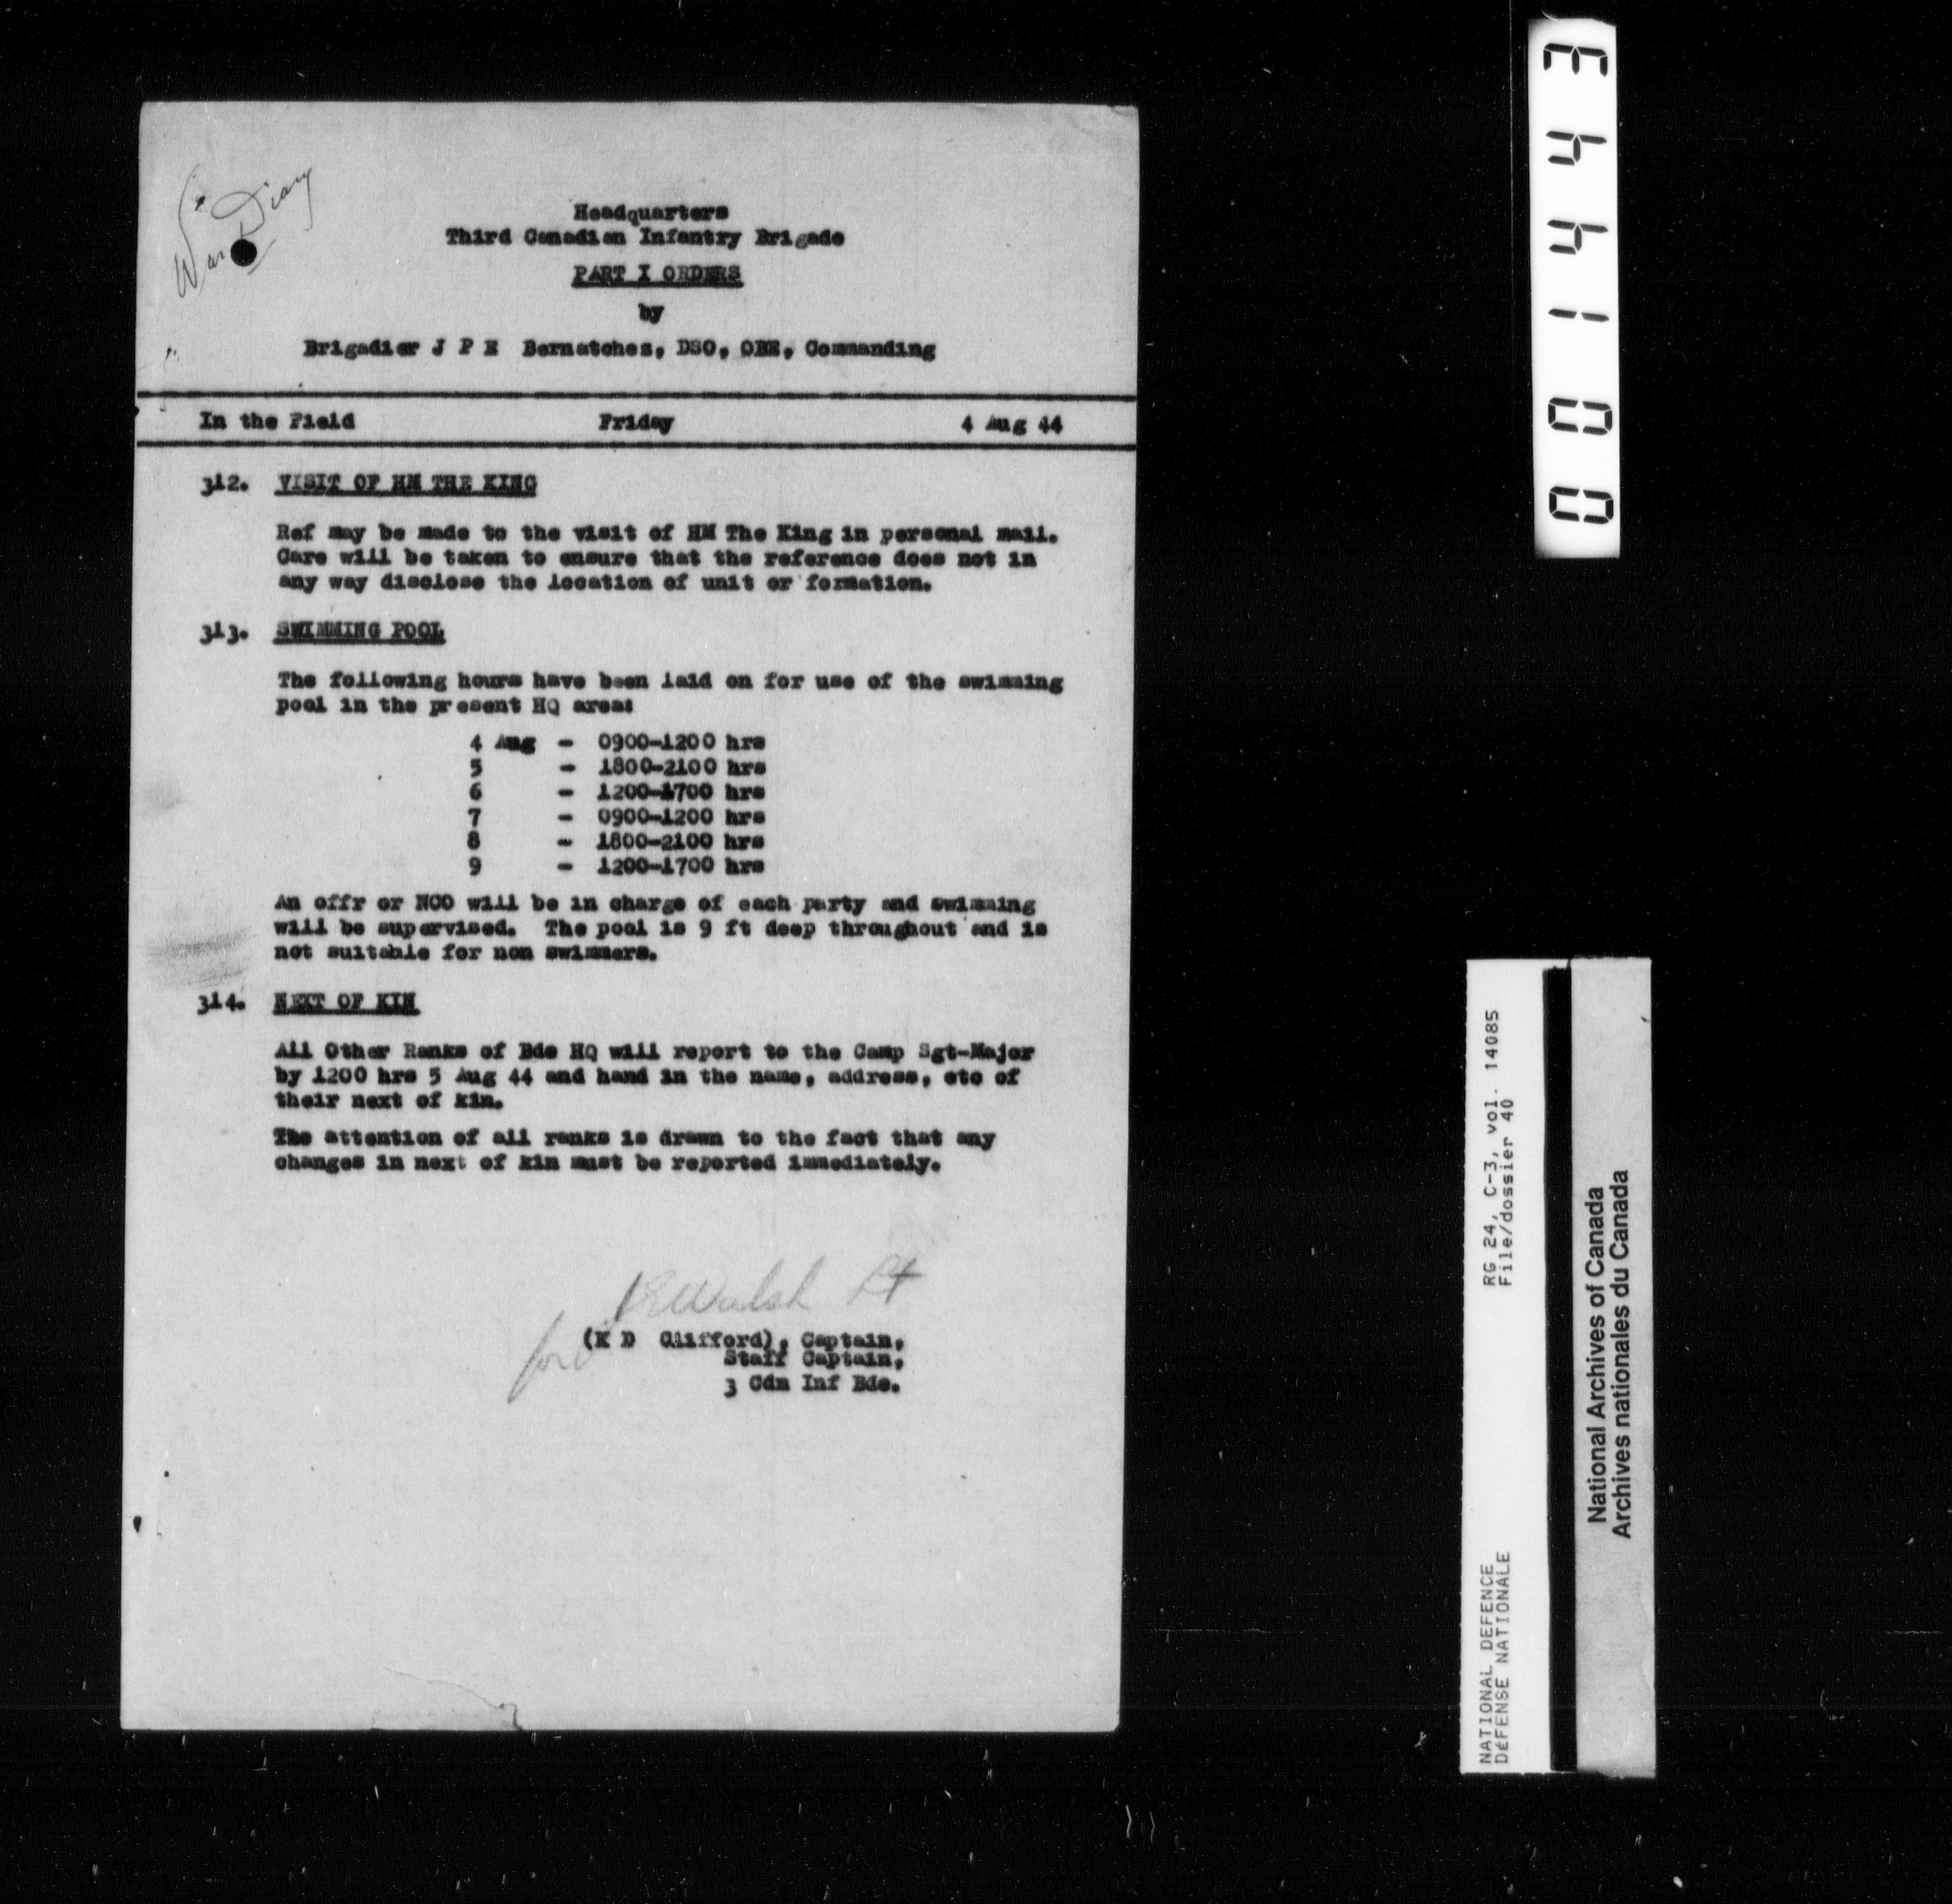 War Diary
Headquarters
Third Canadian Infantry Brigade
PART I ORDERS
by
Brigadier J P E Bernatches, DSO, OBE, Commanding
In the Field Friday 4 Aug 44
312. VISIT OF HM THE KING
Ref may be made to the visit of HM The King in personal mail.
Care will be taken to ensure that the reference does not in
any way disclose the location of unit or formation.
313. SWIMMING POOL
The following hours have been laid on for use of the swimming
pool in the present HQ area:
4 Aug - 0900-1200 hrs
5 - 1800-2100 hrs
6 - 1200-1700 hrs
7 - 0900-1200 hrs
8 - 1800-2100 hrs
9 - 1200-1700 hrs
An offr or NCO will be in charge of each party and swimming
will be supervised. The pool is 9 ft deep throughout and is
not suitable for non swimmers.
314. NEXT OF KIN
All Other Ranks of Bde HQ will report to the Camp Sgt-Major
by 1200 hrs 5 Aug 44 and hand in the name, address, etc of
their next of kin.
The attention of all ranks is drawn to the fact that any
changes in next of kin must be reported immediately.
Walsh
for (K D Clifford), Captain,
Staff Captain,
3 Cdn Inf Bde.
001443
NATIONAL DEFENCE RG 24, C-3, vol. 14085
DÉFENSE NATIONALE File/dossier 40
National Archives of Canada
Archives nationales du Canada